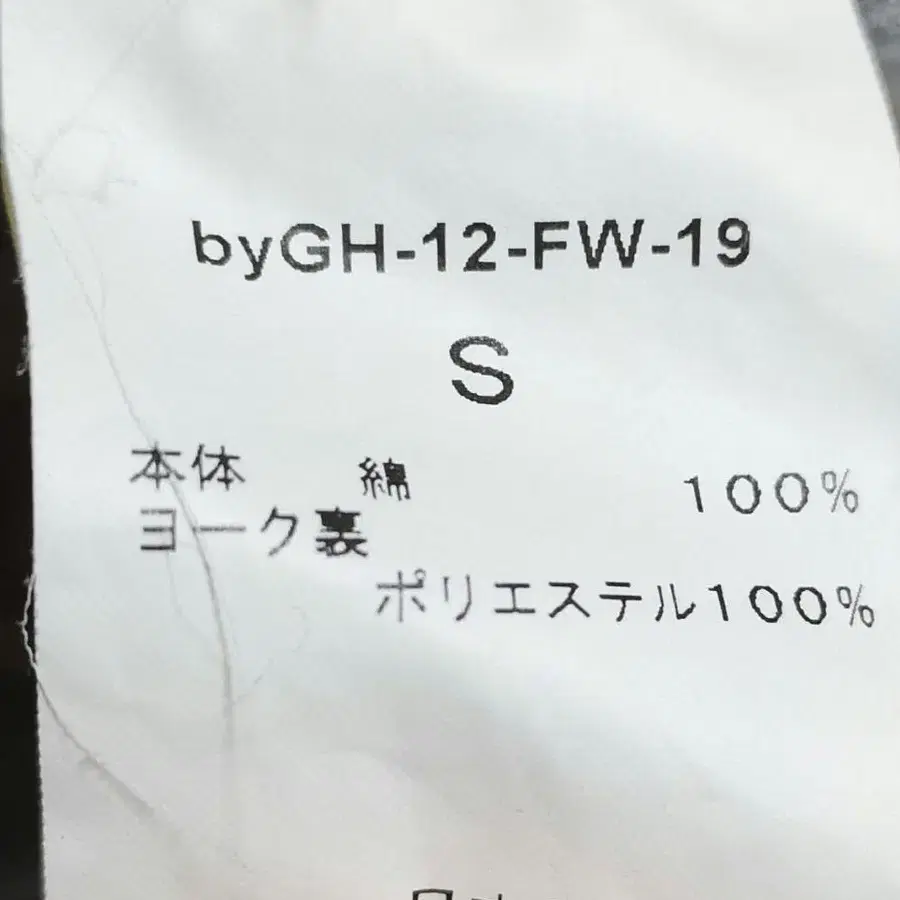 byGH-12-FW-19
S
本体 綿 100%
ヨーク裏
ポリエステル100%